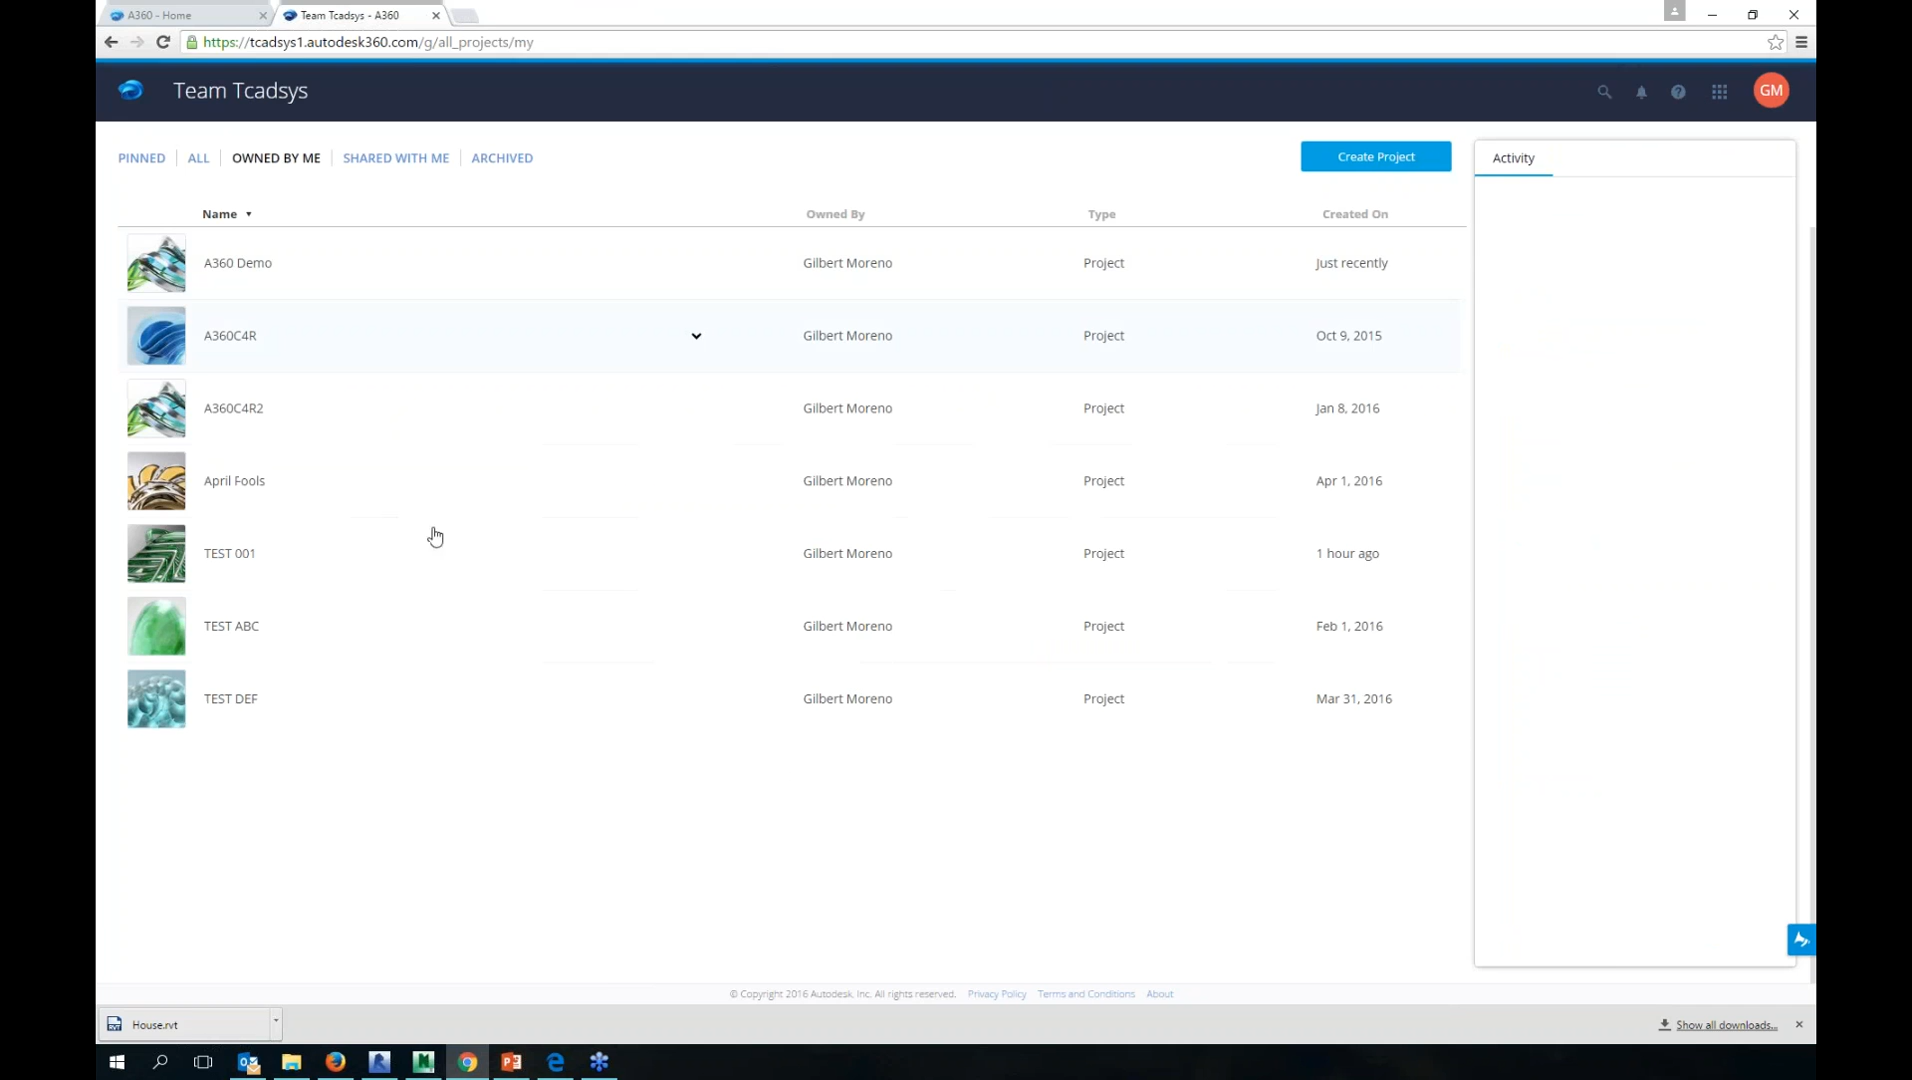 A360 - Home
Team Tcadsys - A360
https://tcadsys1.autodesk360.com/g/all_projects/my
Team Tcadsys
GM
PINNED ALL OWNED BY ME SHARED WITH ME ARCHIVED
Create Project
Activity
Name Owned By Type Created On
A360 Demo Gilbert Moreno Project Just recently
A360C4R Gilbert Moreno Project Oct 9, 2015
A360C4R2 Gilbert Moreno Project Jan 8, 2016
April Fools Gilbert Moreno Project Apr 1, 2016
TEST 001 Gilbert Moreno Project 1 hour ago
TEST ABC Gilbert Moreno Project Feb 1, 2016
TEST DEF Gilbert Moreno Project Mar 31, 2016
© Copyright 2016 Autodesk, Inc. All rights reserved. Privacy Policy Terms and Conditions About
House.rvt
Show all downloads...